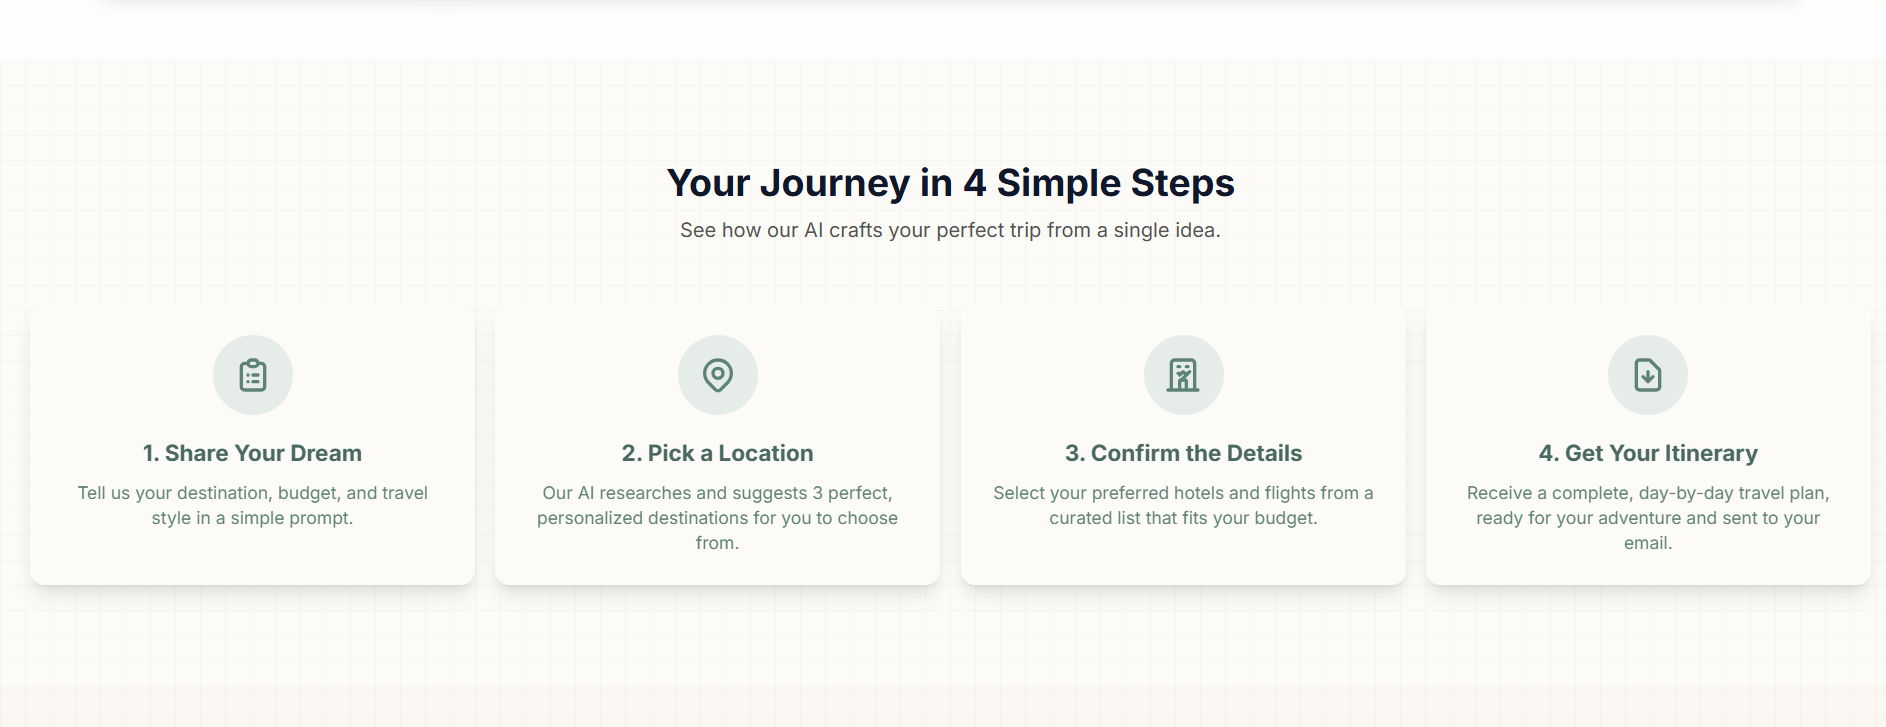 Your Journey in 4 Simple Steps
See how our AI crafts your perfect trip from a single idea.
1. Share Your Dream
Tell us your destination, budget, and travel
style in a simple prompt.
2. Pick a Location
Our AI researches and suggests 3 perfect,
personalized destinations for you to choose
from.
3. Confirm the Details
Select your preferred hotels and flights from a
curated list that fits your budget.
4. Get Your Itinerary
Receive a complete, day-by-day travel plan,
ready for your adventure and sent to your
email.